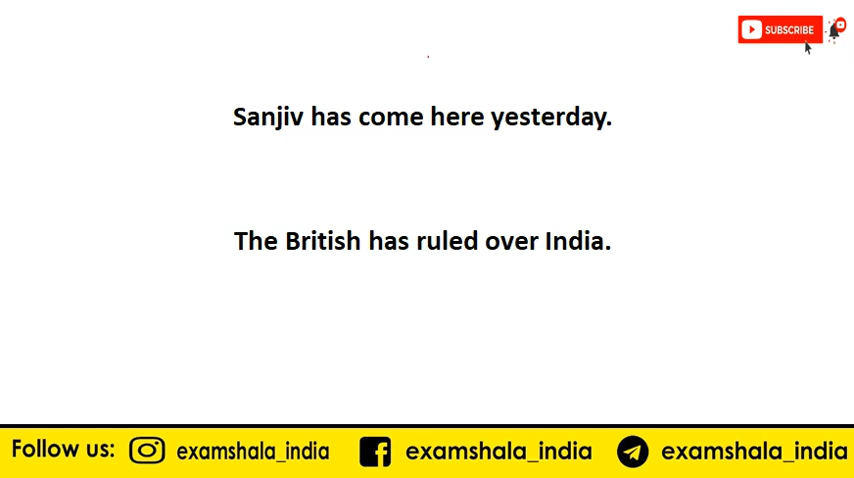 SUBSCRIBE
Sanjiv has come here yesterday.
The British has ruled over India.
Follow us: examshala_india examshala_india examshala_india